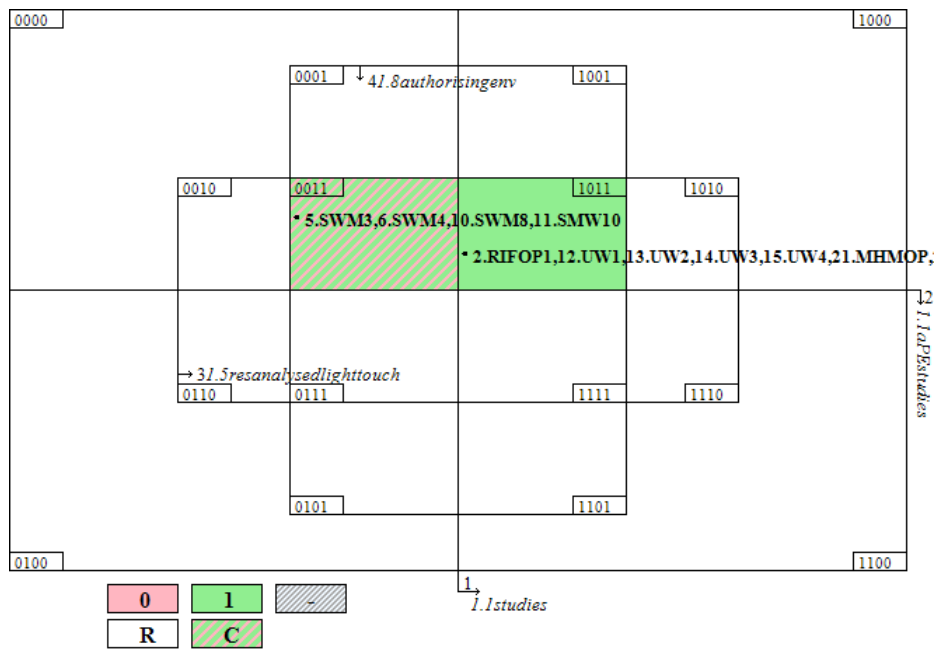 0000 1000
0001 1001
41.8authorisingenv
0010 0011 1011 1010
5.SWM3,6.SWM4,10.SWM8,11.SMW10
2.RIFOP1,12.UW1,13.UW2,14.UW3,15.UW4,21.MHMOP,
2
1.1aPEstudies
31.5resanalysedlighttouch
0110 0111 1111 1110
0101 1101
0100 1100
0 1 - 1
1.1studies
R C